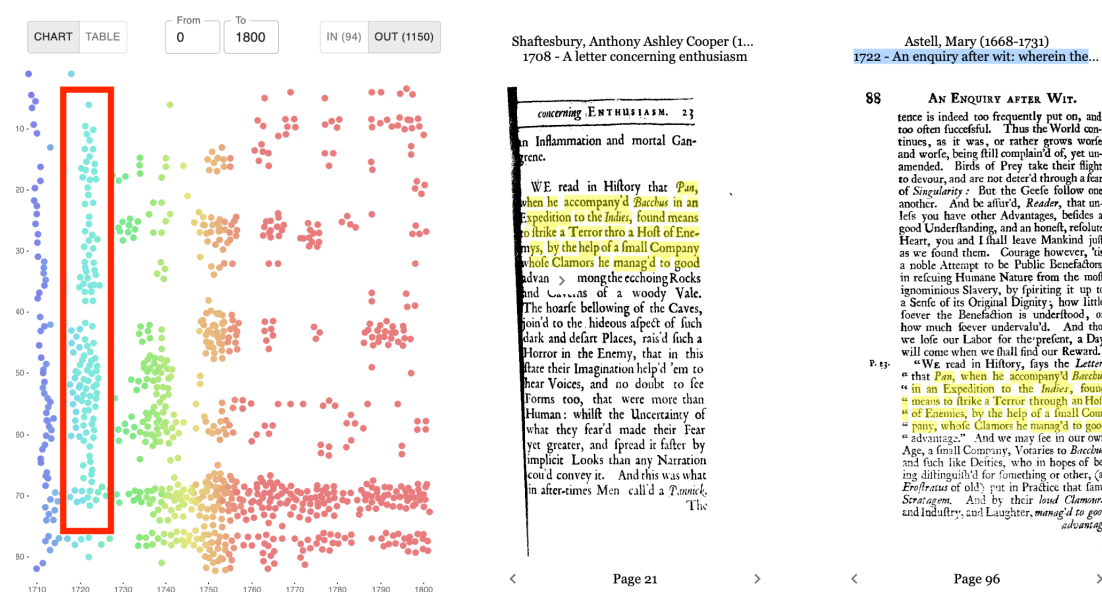 CHART
TABLE
From
0
To
1800
IN (94)
OUT (1150)
10
20
30
40
50
60
70
80
1710
1720
1730
1740
1750
1760
1770
1780
1790
1800
Shaftesbury, Anthony Ashley Cooper (1...
1708 - A letter concerning enthusiasm
concerning ENTHUSIASM. 23
an Inflammation and mortal Gan-
grene.
WE read in Hiſtory that Pan,
when he accompany'd Bacchus in an
Expedition to the Indies, found means
to ſtrike a Terror thro a Hoſt of Ene-
mys, by the help of a ſmall Company
whoſe Clamors he manag'd to good
advan mong the ecchoing Rocks
and Caverns of a woody Vale.
The hoarſe bellowing of the Caves,
join'd to the hideous aſpect of ſuch
dark and deſart Places, rais'd ſuch a
Horror in the Enemy, that in this
ſtate their Imagination help'd 'em to
hear Voices, and no doubt to ſee
Forms too, that were more than
Human: whilſt the Uncertainty of
what they fear'd made their Fear
yet greater, and ſpread it faſter by
implicit Looks than any Narration
cou'd convey it. And this was what
in after-times Men call'd a Pannick.
The
Page 21
Astell, Mary (1668-1731)
1722 - An enquiry after wit: wherein the...
88 AN ENQUIRY AFTER WIT.
tence is indeed too frequently put on, and
too often ſucceſsful. Thus the World con-
tinues, as it was, or rather grows worſe
and worſe, being ſtill complain'd of, yet un-
amended. Birds of Prey take their flight
to devour, and are not deter'd through a fear
of Singularity: But the Geeſe follow one
another. And be aſſur'd, Reader, that un-
leſs you have other Advantages, beſides a
good Underſtanding, and an honeſt, reſolute
Heart, you and I ſhall leave Mankind juſt
as we found them. Courage however, 'tis
a noble Attempt to be Public Benefactors
in reſcuing Humane Nature from the moſt
ignominious Slavery, by ſpiriting it up to
a Senſe of its Original Dignity; how little
ſoever the Benefaction is underſtood, or
how much ſoever undervalu'd. And tho
we loſe our Labor for the preſent, a Day
will come when we ſhall find our Reward.
P. 23. "WE read in Hiſtory, ſays the Letter
" that Pan, when he accompany'd Bacchus
" in an Expedition to the Indies, found
" means to ſtrike a Terror through an Hoſt
" of Enemies, by the help of a ſmall Com-
" pany, whoſe Clamors he manag'd to good
" advantage." And we may ſee in our own
Age, a ſmall Company, Votaries to Bacchus
and ſuch like Deities, who in hopes of be
ing diſtinguiſh'd for ſomething or other, (as
Eroſtratus of old) put in Practice that ſam
Stratagem. And by their loud Clamour
and Induſtry, and Laughter, manag'd to goo
advantag
Page 96